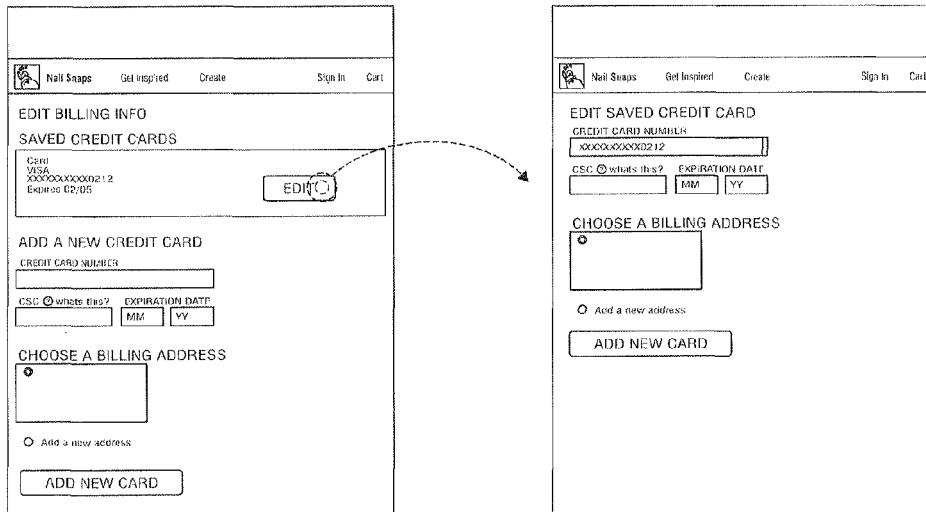 Nail Snaps Get Inspired Create Sign In Cart
EDIT BILLING INFO
SAVED CREDIT CARDS
Card
VISA
XXXXXXXXXXX0212
Expires 02/05
EDIT
ADD A NEW CREDIT CARD
CREDIT CARD NUMBER
CSC ? whats this? EXPIRATION DATE
MM YY
CHOOSE A BILLING ADDRESS
Add a new address
ADD NEW CARD
Nail Snaps Get Inspired Create Sign In Cart
EDIT SAVED CREDIT CARD
CREDIT CARD NUMBER
XXXXXXXXXX0212
CSC ? whats this? EXPIRATION DATE
MM YY
CHOOSE A BILLING ADDRESS
Add a new address
ADD NEW CARD